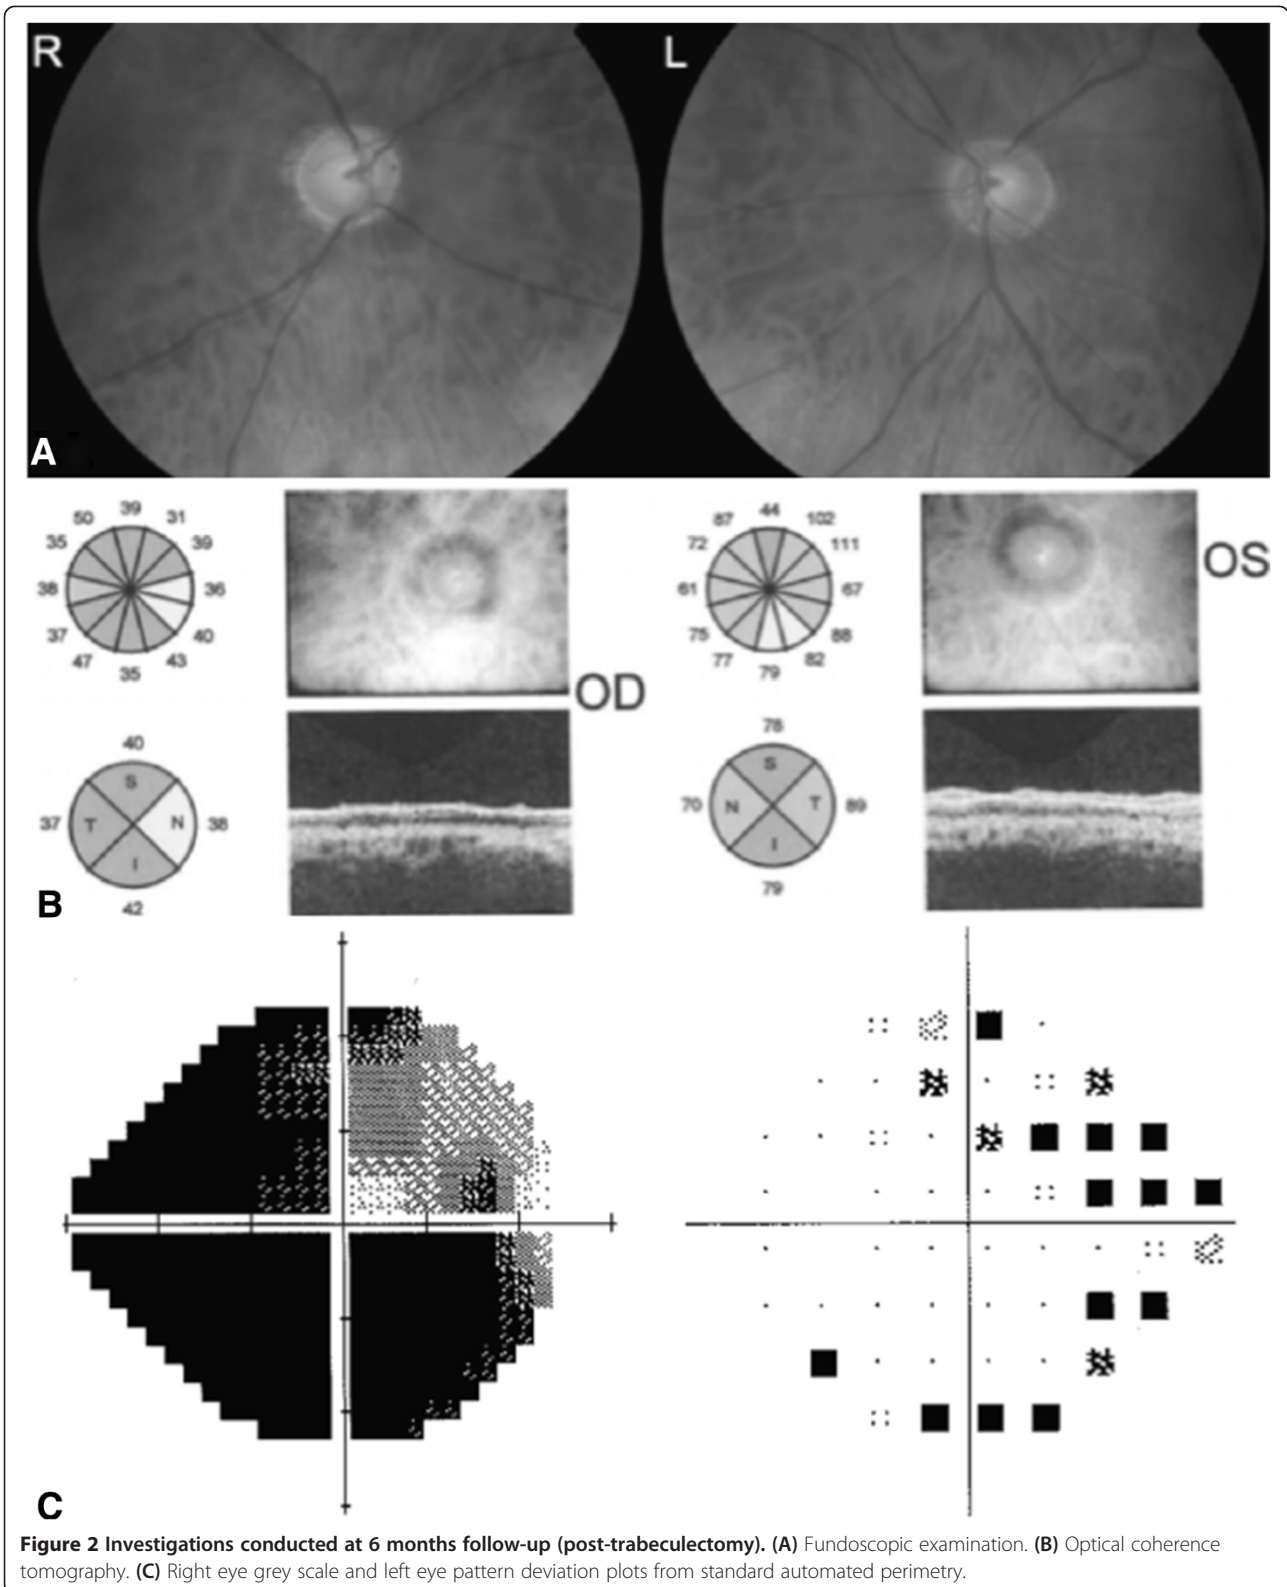 R
L
A
39
50 31
35 39
38 36
37 40
47 43
35
44
87 102
72 111
61 67
75 88
77 82
79
OS
OD
40
S
37 T N 38
I
42
78
S
70 N T 89
I
79
B
C
Figure 2 Investigations conducted at 6 months follow-up (post-trabeculectomy). (A) Fundoscopic examination. (B) Optical coherence
tomography. (C) Right eye grey scale and left eye pattern deviation plots from standard automated perimetry.